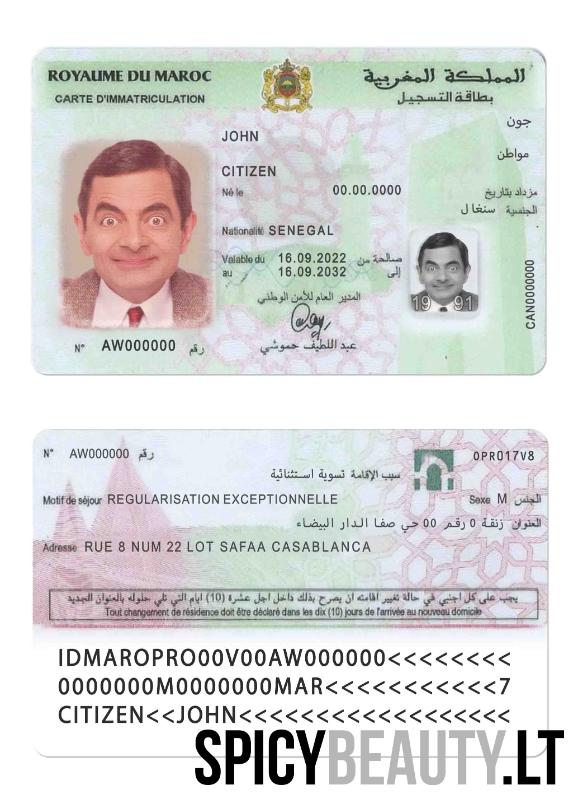 ROYAUME DU MAROC
المملكة المغربية
CARTE D'IMMATRICULATION
بطاقة التسجيل
JOHN
جون
CITIZEN
مواطن
Né le 00.00.0000 مزداد بتاريخ
Nationalité SENEGAL الجنسية سنغال
Valable du 16.09.2022 صالحة من
au 16.09.2032 إلى
المدير العام للأمن الوطني
عبد اللطيف حموشي
N° AW000000 رقم
1991
CAN0000000
N° AW000000 رقم
0PR017V8
سبب الإقامة تسوية استثنائية
Motif de séjour REGULARISATION EXCEPTIONNELLE
Sexe M الجنس
العنوان زنقة 0 رقم 00 حي صفا الدار البيضاء
Adresse RUE 8 NUM 22 LOT SAFAA CASABLANCA
يجب على كل اجنبي في حالة تغيير اقامته ان يصرح بذلك داخل اجل عشرة (10) ايام التي تلي حلوله بالعنوان الجديد
Tout changement de résidence doit être déclaré dans les dix (10) jours de l'arrivée au nouveau domicile
IDMAROPRO00V00AW000000<<<<<<<<
0000000M0000000MAR<<<<<<<<<<<7
CITIZEN<<JOHN<<<<<<<<<<<<<<<<<
SPICYBEAUTY.LT